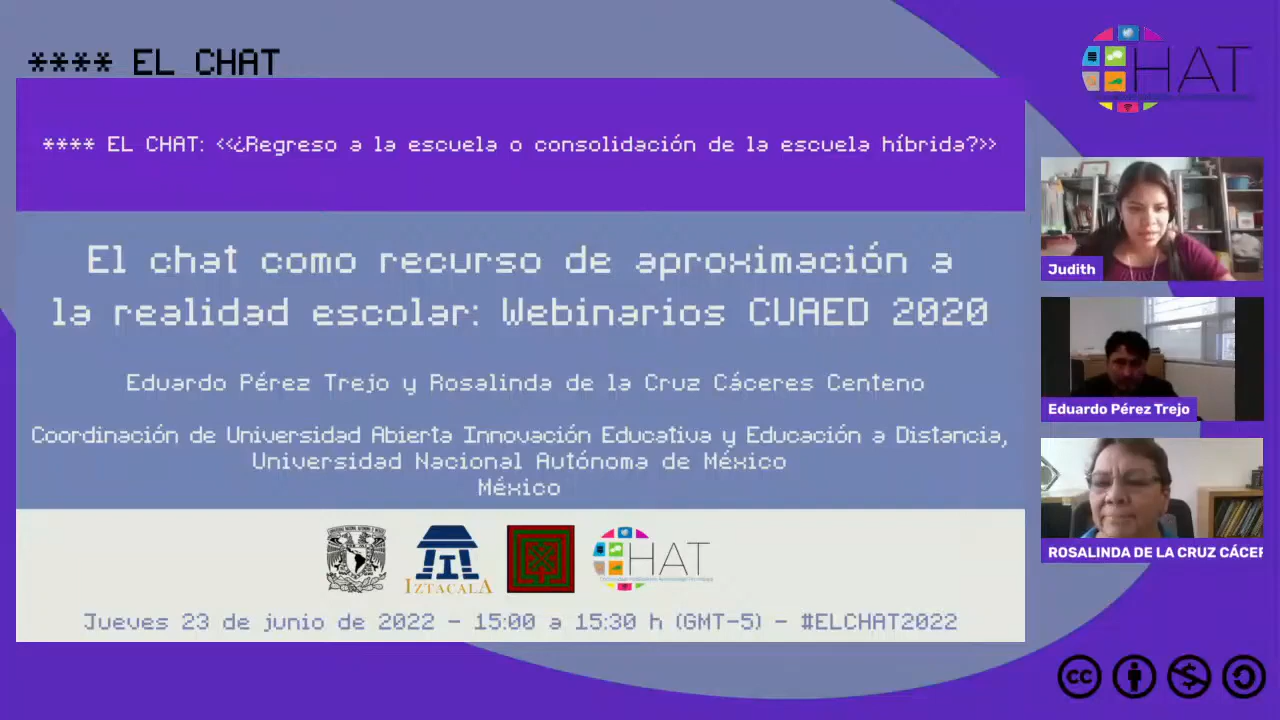 **** EL CHAT
HAT
**** EL CHAT: <<¿Regreso a la escuela o consolidación de la escuela híbrida?>>
El chat como recurso de aproximación a
la realidad escolar: Webinarios CUAED 2020
Eduardo Pérez Trejo y Rosalinda de la Cruz Cáceres Centeno
Coordinación de Universidad Abierta Innovación Educativa y Educación a Distancia,
Universidad Nacional Autónoma de México
México
Judith
Eduardo Pérez Trejo
ROSALINDA DE LA CRUZ CÁCER
IZTACALA
HAT
Jueves 23 de junio de 2022 - 15:00 a 15:30 h (GMT-5) - #ELCHAT2022
cc